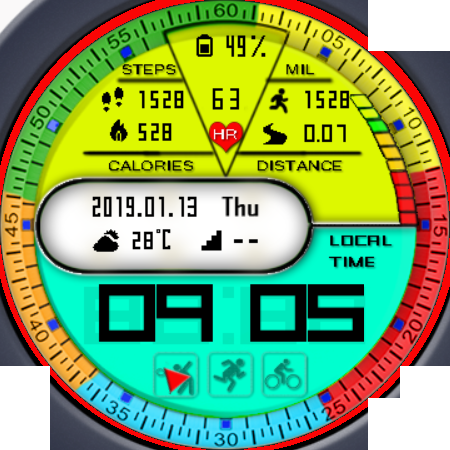 60
55
05
50
10
45
15
40
20
35
25
30
49%
STEPS
MIL
1528
63
1528
528
HR
0.07
CALORIES
DISTANCE
2019.01.13 Thu
28°C
--
LOCAL
TIME
09:05